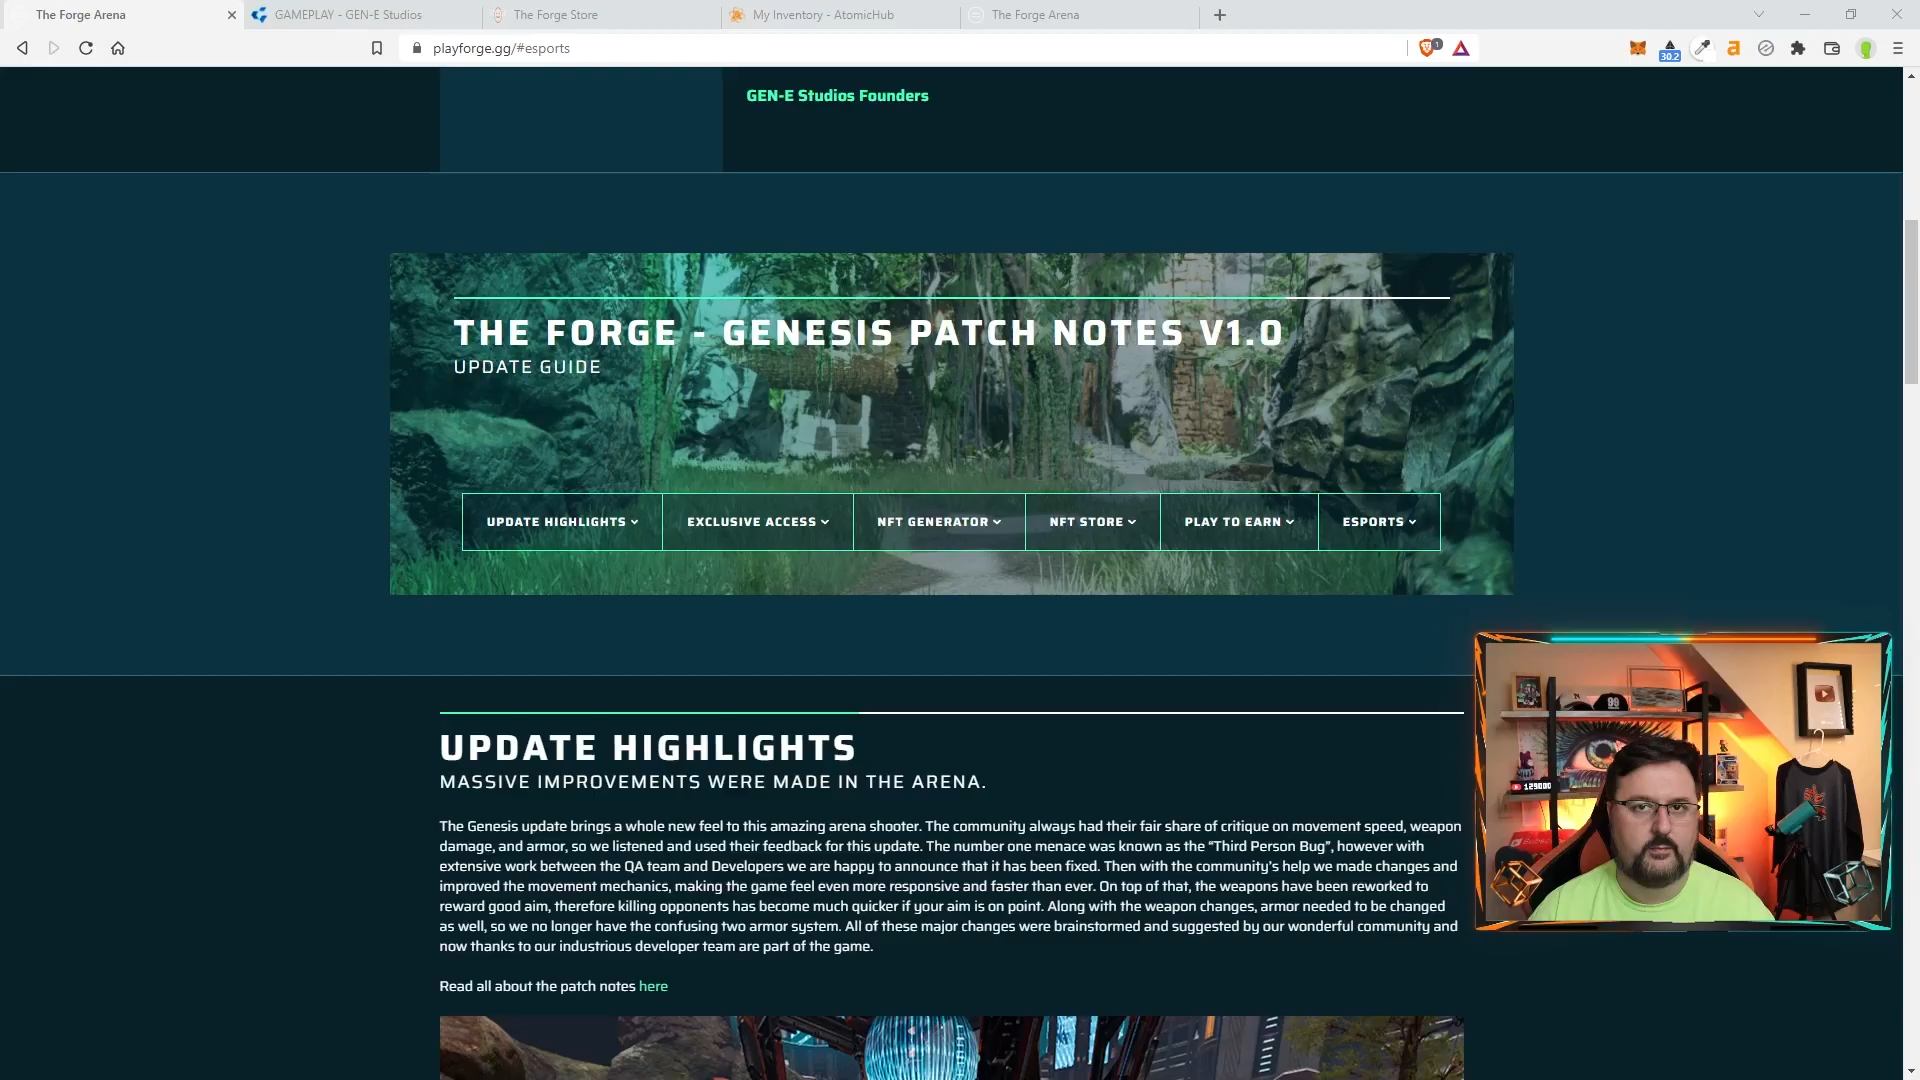 The Forge Arena
GAMEPLAY - GEN-E Studios
The Forge Store
My Inventory - AtomicHub
The Forge Arena
playforge.gg/#esports
1
30.2
GEN-E Studios Founders
THE FORGE - GENESIS PATCH NOTES V1.0
UPDATE GUIDE
UPDATE HIGHLIGHTS
EXCLUSIVE ACCESS
NFT GENERATOR
NFT STORE
PLAY TO EARN
ESPORTS
UPDATE HIGHLIGHTS
MASSIVE IMPROVEMENTS WERE MADE IN THE ARENA.
The Genesis update brings a whole new feel to this amazing arena shooter. The community always had their fair share of critique on movement speed, weapon
damage, and armor, so we listened and used their feedback for this update. The number one menace was known as the “Third Person Bug”, however with
extensive work between the QA team and Developers we are happy to announce that it has been fixed. Then with the community's help we made changes and
improved the movement mechanics, making the game feel even more responsive and faster than ever. On top of that, the weapons have been reworked to
reward good aim, therefore killing opponents has become much quicker if your aim is on point. Along with the weapon changes, armor needed to be changed
as well, so we no longer have the confusing two armor system. All of these major changes were brainstormed and suggested by our wonderful community and
now thanks to our industrious developer team are part of the game.
Read all about the patch notes here
99
129000